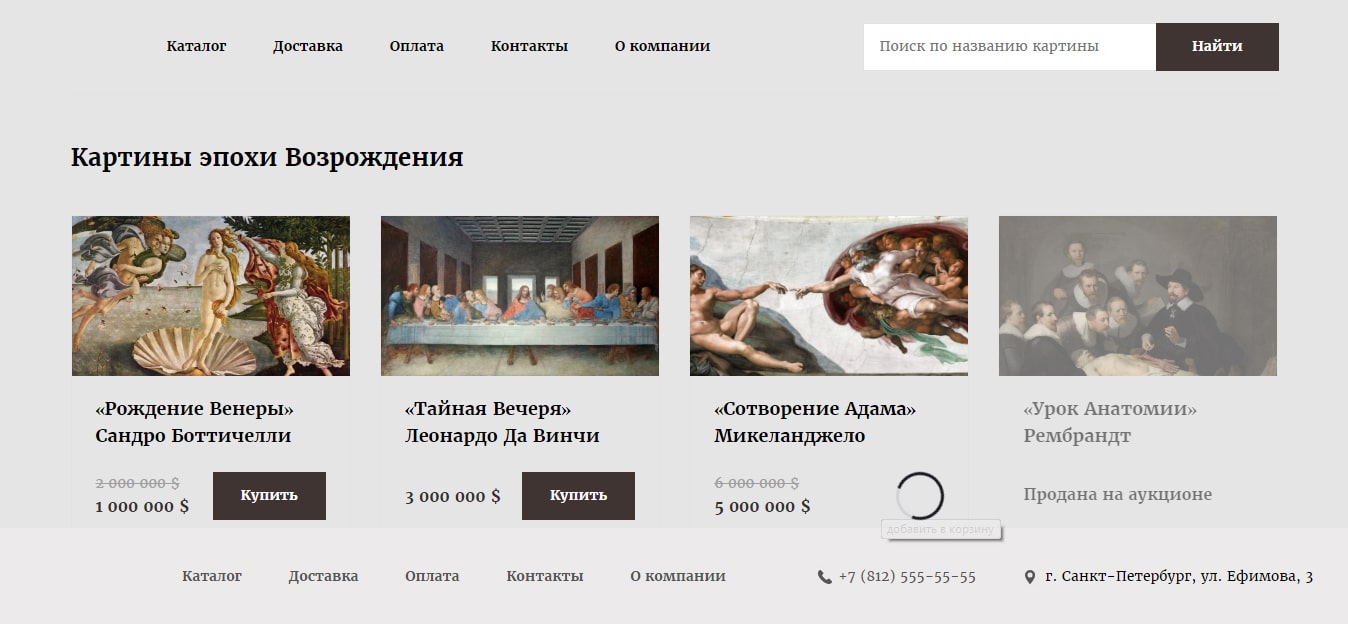 Каталог Доставка Оплата Контакты О компании Поиск по названию картины Найти
Картины эпохи Возрождения
«Рождение Венеры»
Сандро Боттичелли
2 000 000 $
1 000 000 $
Купить
«Тайная Вечеря»
Леонардо Да Винчи
3 000 000 $
Купить
«Сотворение Адама»
Микеланджело
6 000 000 $
5 000 000 $
добавить в корзину
«Урок Анатомии»
Рембрандт
Продана на аукционе
Каталог Доставка Оплата Контакты О компании +7 (812) 555-55-55 г. Санкт-Петербург, ул. Ефимова, 3